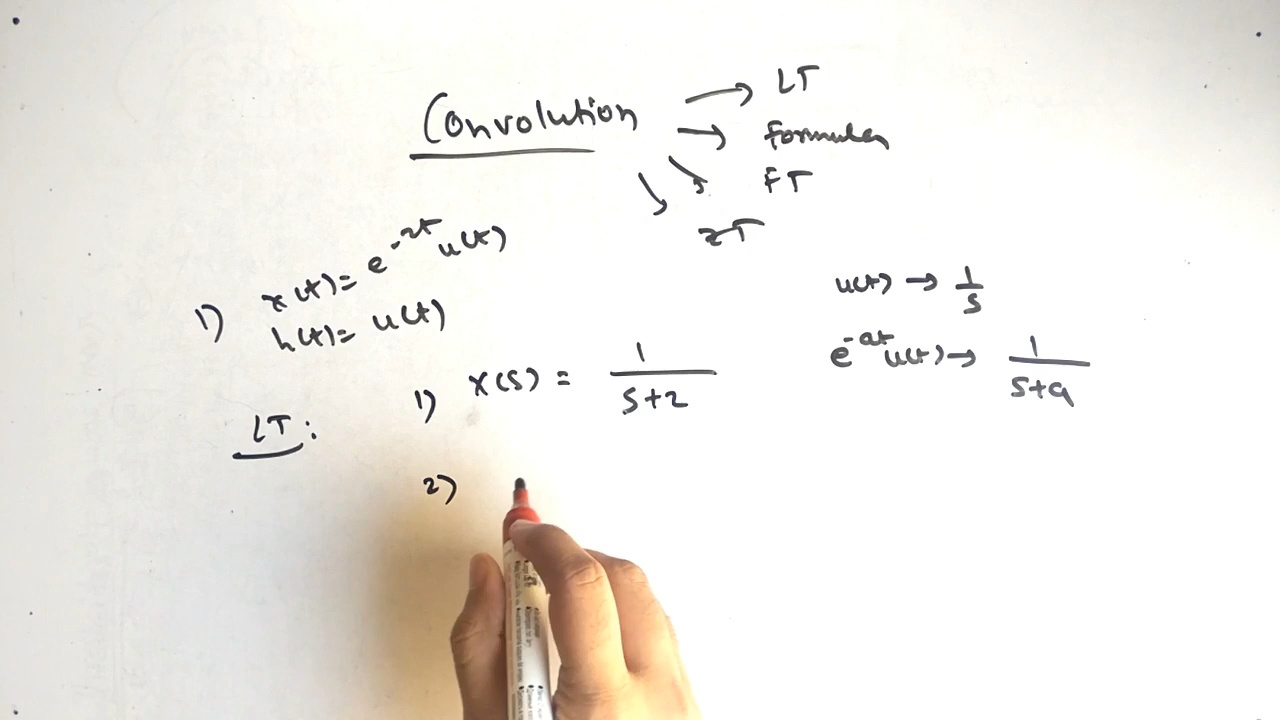 Convolution → LT
→ formula
↘ FT
↘ ZT
1) x(t)= e^-2t u(t)
h(t)= u(t)
u(t) → 1/s
e^-at u(t) → 1/s+a
LT: 1) X(s) = 1/s+2
2)